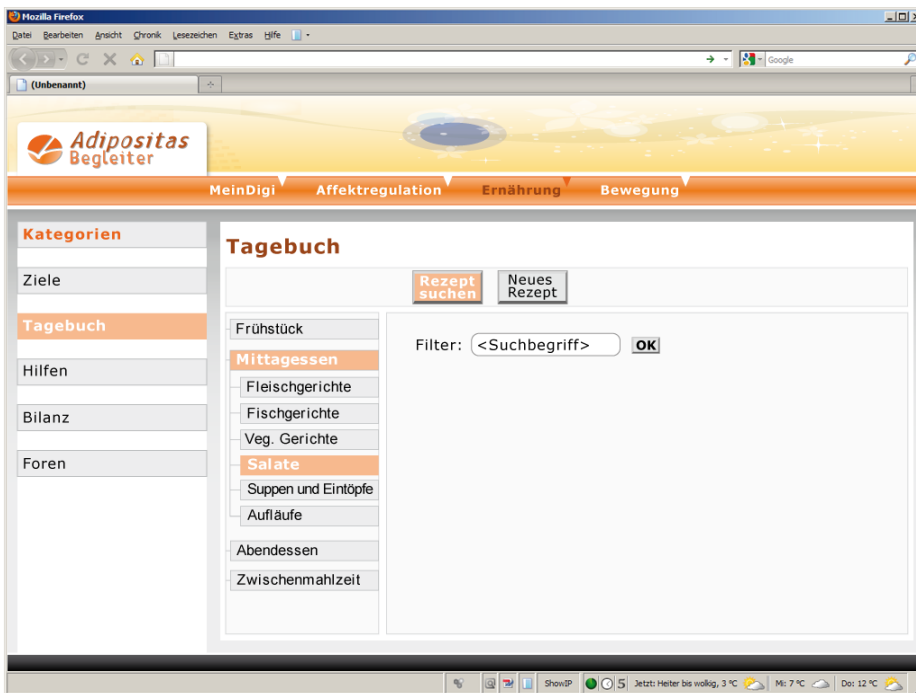 Mozilla Firefox
Datei Bearbeiten Ansicht Chronik Lesezeichen Extras Hilfe
Google
(Unbenannt)
Adipositas
Begleiter
MeinDigi Affektregulation Ernährung Bewegung
Kategorien
Ziele
Tagebuch
Hilfen
Bilanz
Foren
Tagebuch
Rezept
suchen
Neues
Rezept
Frühstück
Mittagessen
Fleischgerichte
Fischgerichte
Veg. Gerichte
Salate
Suppen und Eintöpfe
Aufläufe
Abendessen
Zwischenmahlzeit
Filter: <Suchbegriff> OK
ShowIP 5 Jetzt: Heiter bis wolkig, 3 °C Mi: 7 °C Do: 12 °C